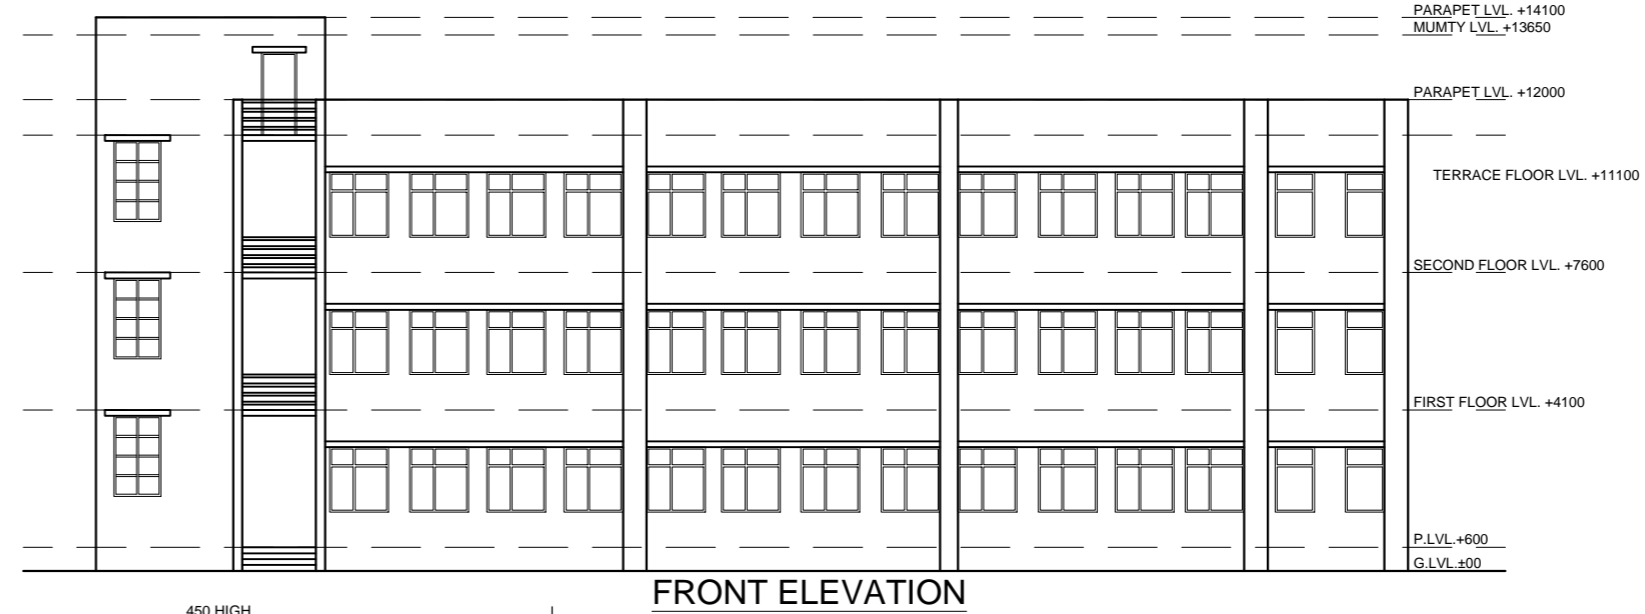 PARAPET LVL. +14100
MUMTY LVL. +13650
PARAPET LVL. +12000
TERRACE FLOOR LVL. +11100
SECOND FLOOR LVL. +7600
FIRST FLOOR LVL. +4100
P.LVL.+600
G.LVL.±00
FRONT ELEVATION
450 HIGH